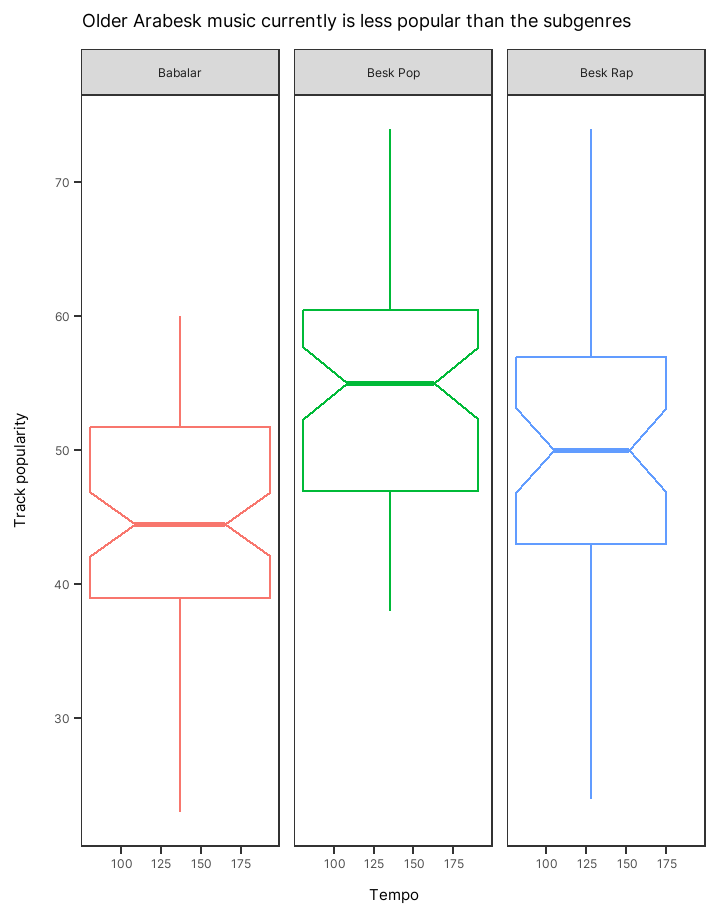 Older Arabesk music currently is less popular than the subgenres
Babalar
Besk Pop
Besk Rap
70
60
50
40
30
Track popularity
100 125 150 175
100 125 150 175
100 125 150 175
Tempo